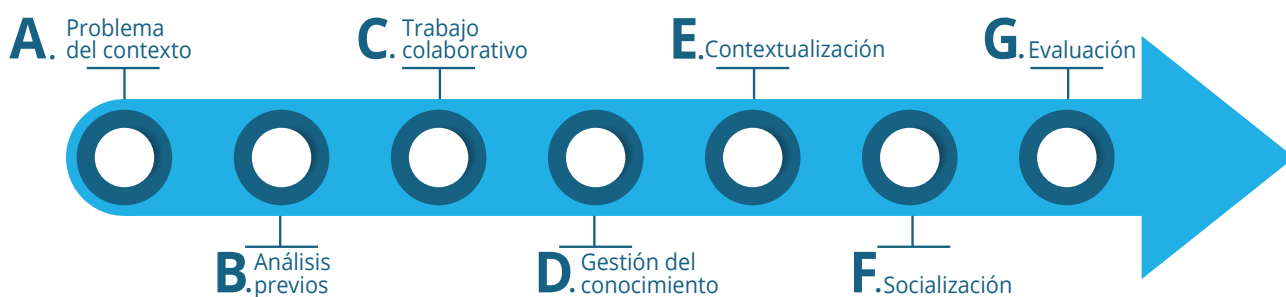 A. Problema
del contexto
B. Análisis
previos
C. Trabajo
colaborativo
D. Gestión del
conocimiento
E. Contextualización
F. Socialización
G. Evaluación